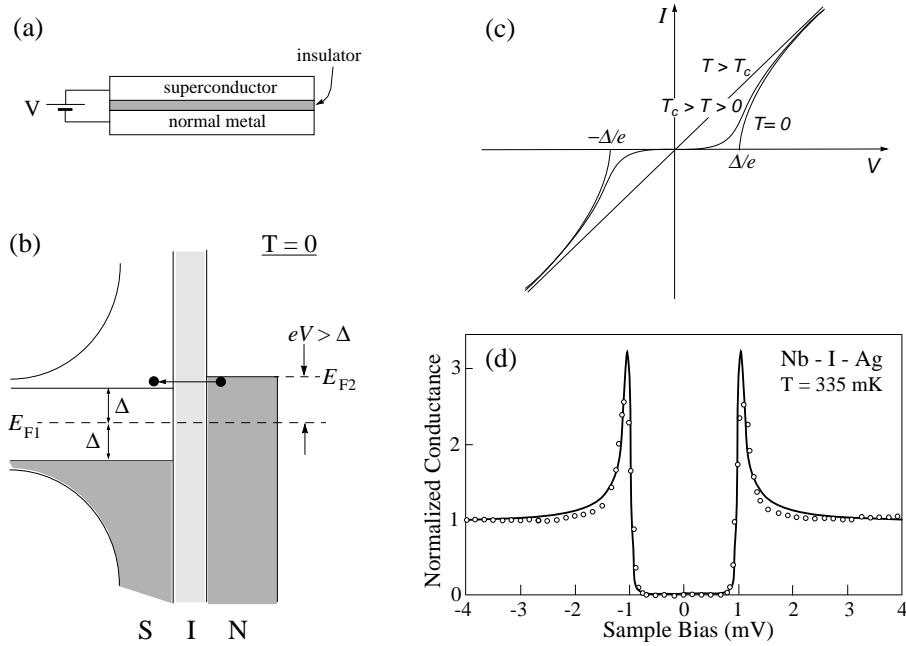 (a)
insulator
superconductor
V
normal metal
(b)
T = 0
eV > Δ
E_F2
Δ
E_F1
Δ
S I N
(c)
I
T > T_c
T_c > T > 0
T = 0
−Δ/e
Δ/e
V
(d)
Nb - I - Ag
T = 335 mK
Normalized Conductance
3
2
1
0
-4 -3 -2 -1 0 1 2 3 4
Sample Bias (mV)